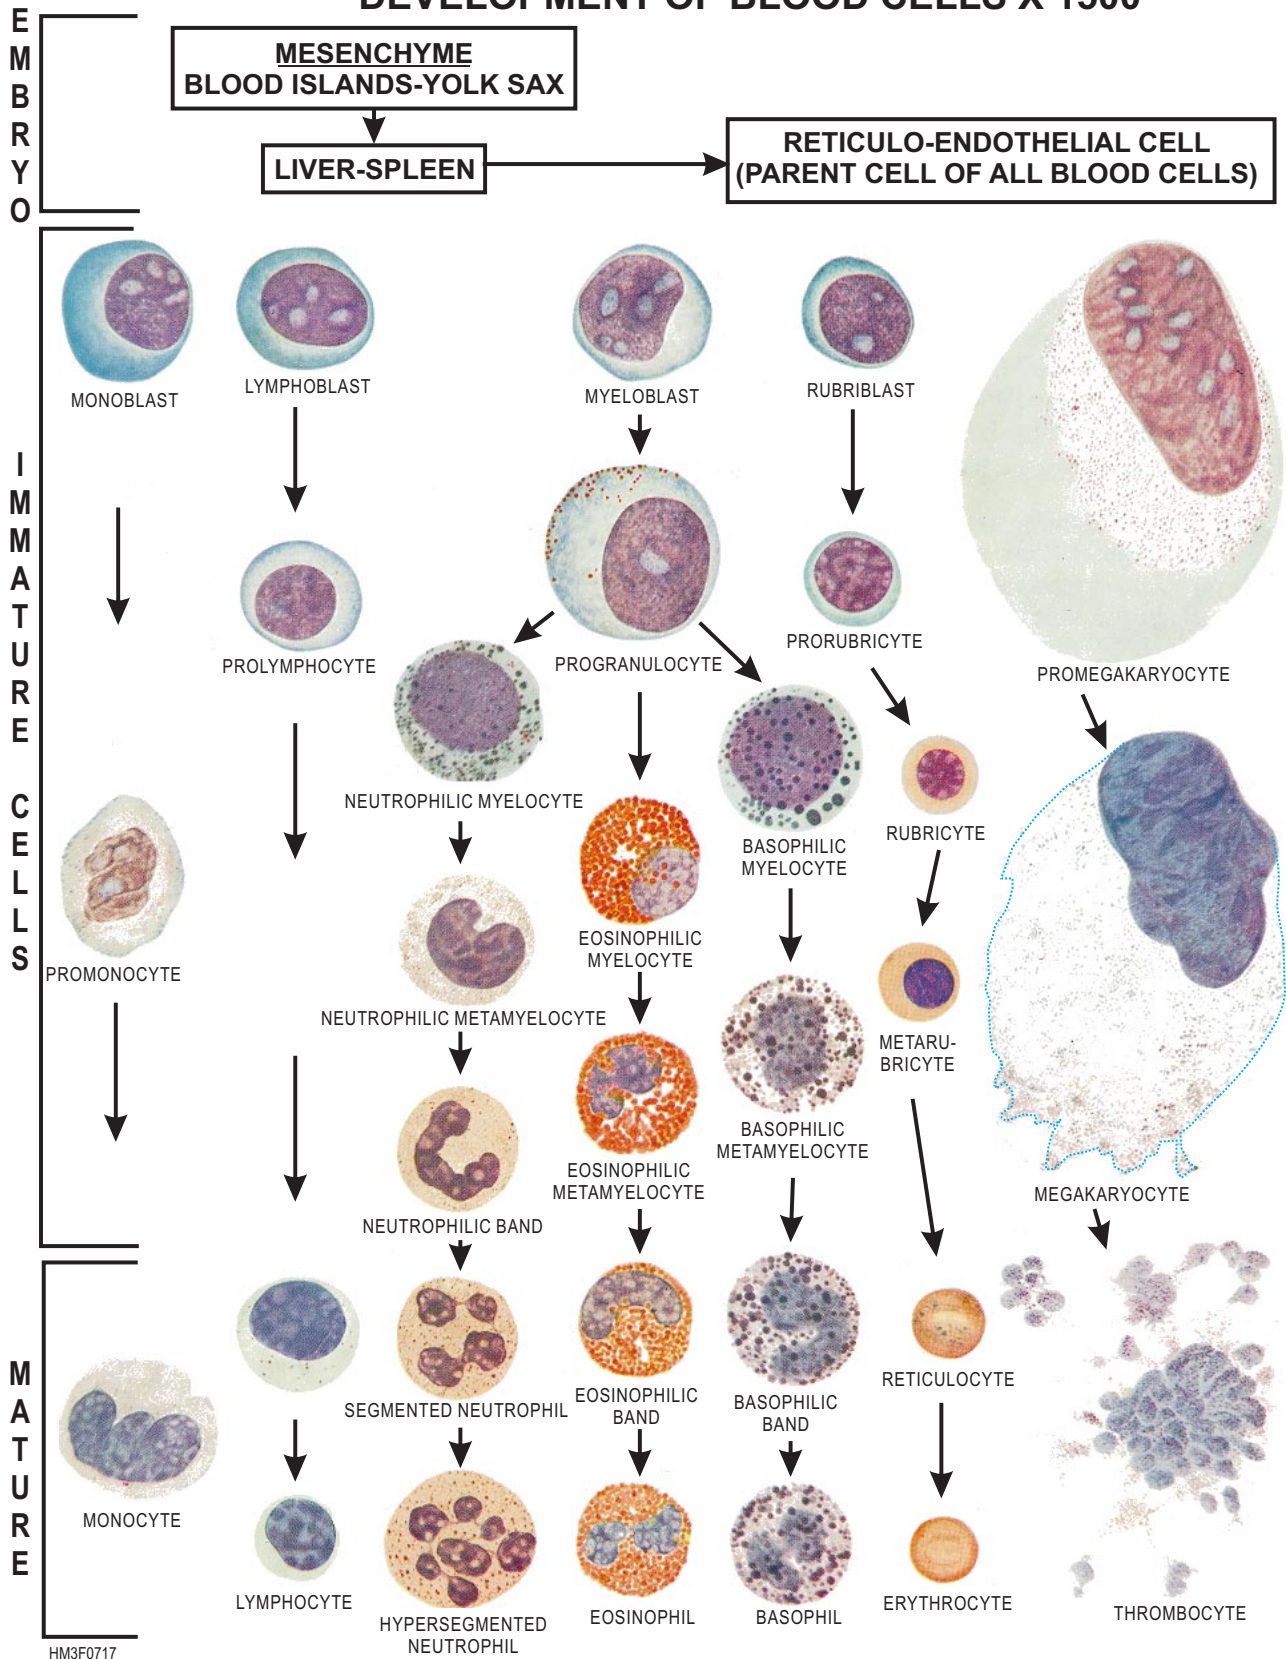 DEVELOPMENT OF BLOOD CELLS X 1500
EMBRYO
MESENCHYME
BLOOD ISLANDS-YOLK SAX
LIVER-SPLEEN
RETICULO-ENDOTHELIAL CELL
(PARENT CELL OF ALL BLOOD CELLS)
IMMATURE CELLS
MONOBLAST
LYMPHOBLAST
MYELOBLAST
RUBRIBLAST
PROLYMPHOCYTE
PROGRANULOCYTE
PRORUBRICYTE
PROMEGAKARYOCYTE
NEUTROPHILIC MYELOCYTE
BASOPHILIC
MYELOCYTE
RUBRICYTE
EOSINOPHILIC
MYELOCYTE
PROMONOCYTE
NEUTROPHILIC METAMYELOCYTE
METARU-
BRICYTE
BASOPHILIC
METAMYELOCYTE
EOSINOPHILIC
METAMYELOCYTE
MEGAKARYOCYTE
NEUTROPHILIC BAND
MATURE
RETICULOCYTE
SEGMENTED NEUTROPHIL
EOSINOPHILIC
BAND
BASOPHILIC
BAND
MONOCYTE
LYMPHOCYTE
HYPERSEGMENTED
NEUTROPHIL
EOSINOPHIL
BASOPHIL
ERYTHROCYTE
THROMBOCYTE
HM3F0717